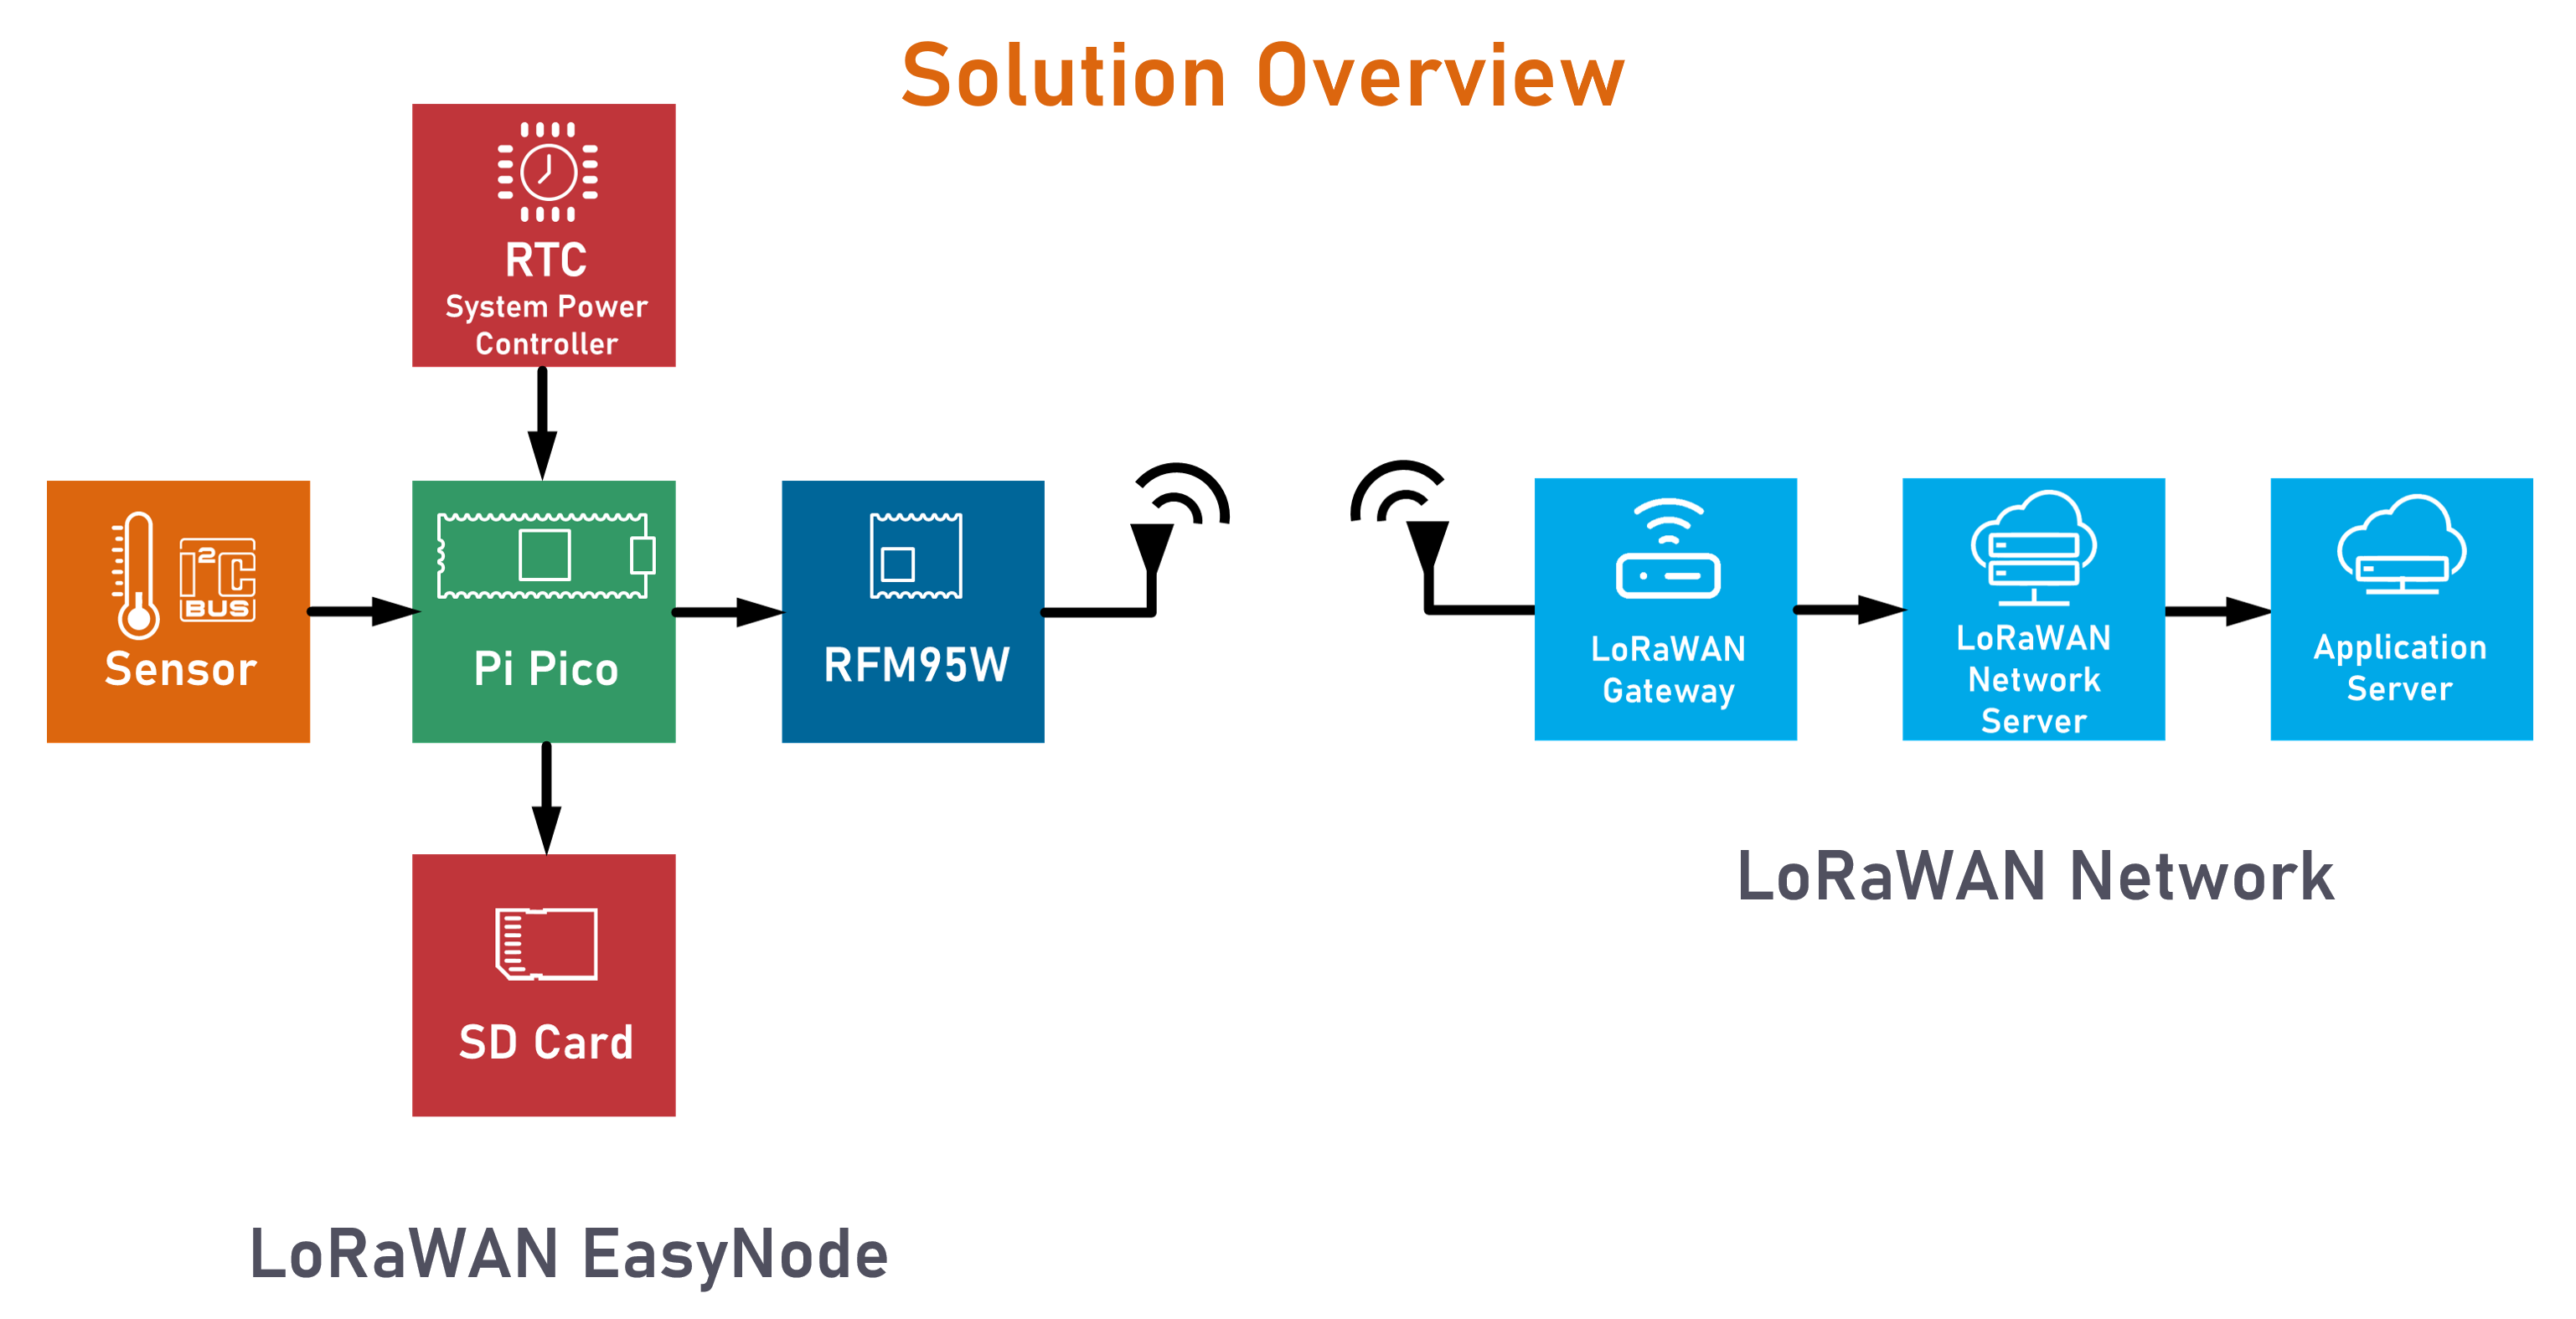 Solution Overview
RTC
System Power
Controller
I2C
BUS
Sensor
Pi Pico
RFM95W
LoRaWAN
Gateway
LoRaWAN
Network
Server
Application
Server
SD Card
LoRaWAN Network
LoRaWAN EasyNode